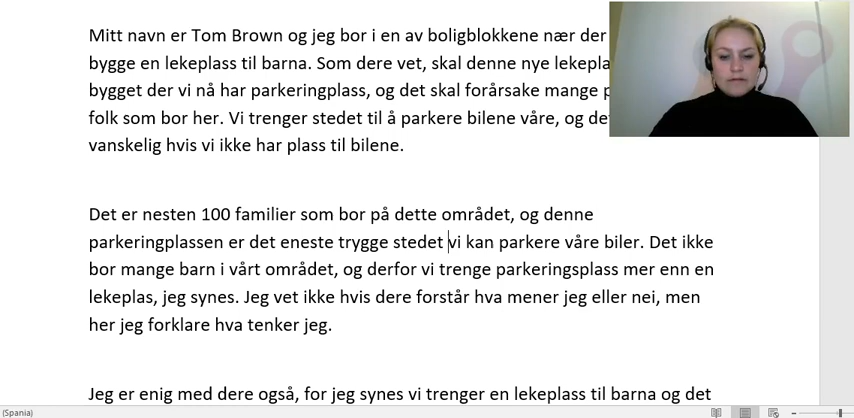 Mitt navn er Tom Brown og jeg bor i en av boligblokkene nær der
bygge en lekeplass til barna. Som dere vet, skal denne nye lekepla
bygget der vi nå har parkeringplass, og det skal forårsake mange p
folk som bor her. Vi trenger stedet til å parkere bilene våre, og de
vanskelig hvis vi ikke har plass til bilene.
Det er nesten 100 familier som bor på dette området, og denne
parkeringplassen er det eneste trygge stedet vi kan parkere våre biler. Det ikke
bor mange barn i vårt området, og derfor vi trenge parkeringsplass mer enn en
lekeplas, jeg synes. Jeg vet ikke hvis dere forstår hva mener jeg eller nei, men
her jeg forklare hva tenker jeg.
Jeg er enig med dere også, for jeg synes vi trenger en lekeplass til barna og det
(Spania)